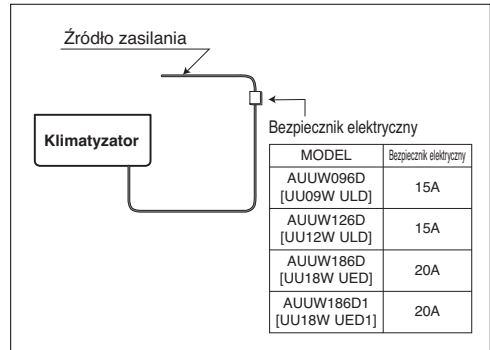 Źródło zasilania
Klimatyzator
Bezpiecznik elektryczny
MODEL Bezpiecznik elektryczny
AUUW096D
[UU09W ULD] 15A
AUUW126D
[UU12W ULD] 15A
AUUW186D
[UU18W UED] 20A
AUUW186D1
[UU18W UED1] 20A